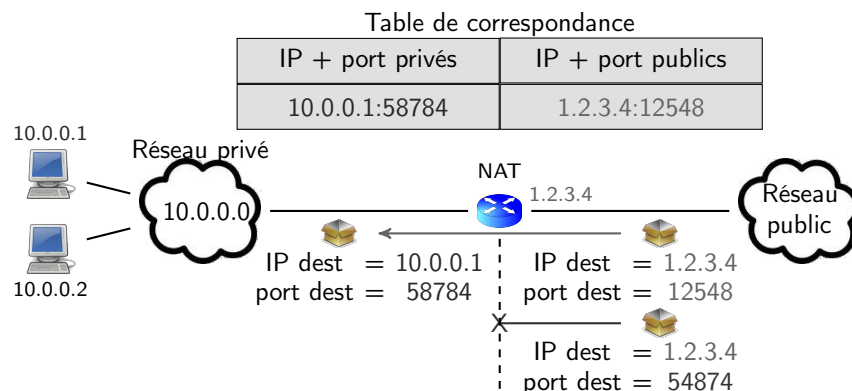 Table de correspondance
IP + port privés IP + port publics
10.0.0.1:58784 1.2.3.4:12548
10.0.0.1
Réseau privé
NAT
1.2.3.4
10.0.0.0
Réseau
public
10.0.0.2
IP dest = 10.0.0.1 IP dest = 1.2.3.4
port dest = 58784 port dest = 12548
X
IP dest = 1.2.3.4
port dest = 54874